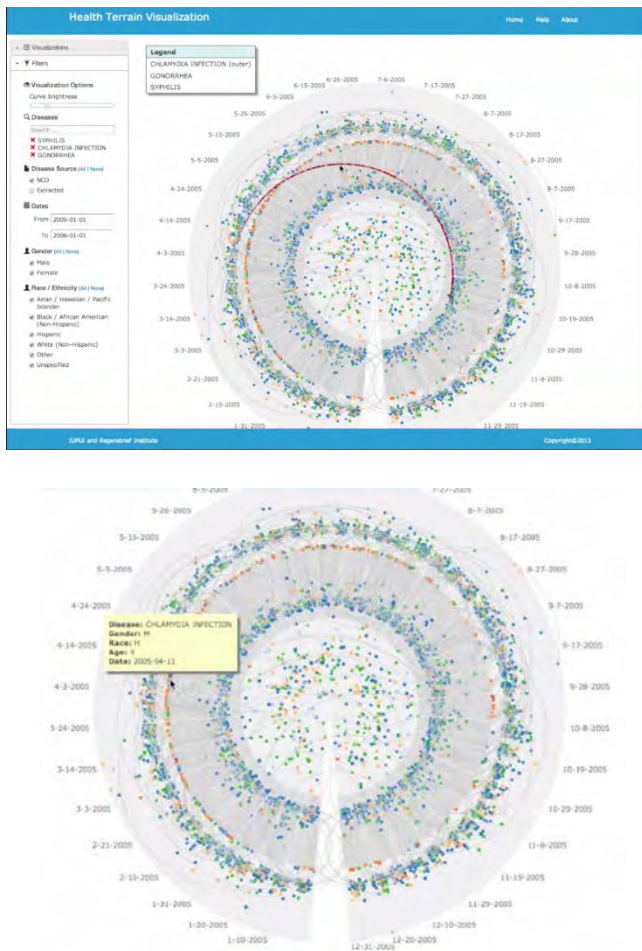 Health Terrain Visualization
Home Help About
Visualizations
Filters
Visualization Options
Curve brightness
Diseases
Search ...
SYPHILIS
CHLAMYDIA INFECTION
GONORRHEA
Disease Source (All | None)
NCD
Extracted
Dates
From 2005-01-01
To 2006-01-01
Gender (All | None)
Male
Female
Race / Ethnicity (All | None)
Asian / Hawaiian / Pacific
Islander
Black / African American
(Non-Hispanic)
Hispanic
White (Non-Hispanic)
Other
Unspecified
Legend
CHLAMYDIA INFECTION (outer)
GONORRHEA
SYPHILIS
6-26-2005
7-6-2005
6-15-2005
7-17-2005
6-5-2005
7-27-2005
5-26-2005
8-7-2005
5-15-2005
8-17-2005
5-5-2005
8-27-2005
4-24-2005
9-7-2005
4-14-2005
9-17-2005
4-3-2005
9-28-2005
3-24-2005
10-8-2005
3-14-2005
10-19-2005
3-3-2005
10-29-2005
2-21-2005
11-8-2005
2-10-2005
11-19-2005
1-31-2005
11-29-2005
IUPUI and Regenstrief Institute
Copyright©2013
6-5-2005
7-27-2005
5-26-2005
8-7-2005
5-15-2005
8-17-2005
5-5-2005
8-27-2005
4-24-2005
9-7-2005
Disease: CHLAMYDIA INFECTION
Gender: M
Race: H
Date: 2005-04-11
4-14-2005
9-17-2005
4-3-2005
9-28-2005
3-24-2005
10-8-2005
3-14-2005
10-19-2005
3-3-2005
10-29-2005
2-21-2005
11-8-2005
2-10-2005
11-19-2005
1-31-2005
11-29-2005
1-20-2005
12-10-2005
1-10-2005
12-20-2005
12-31-2005